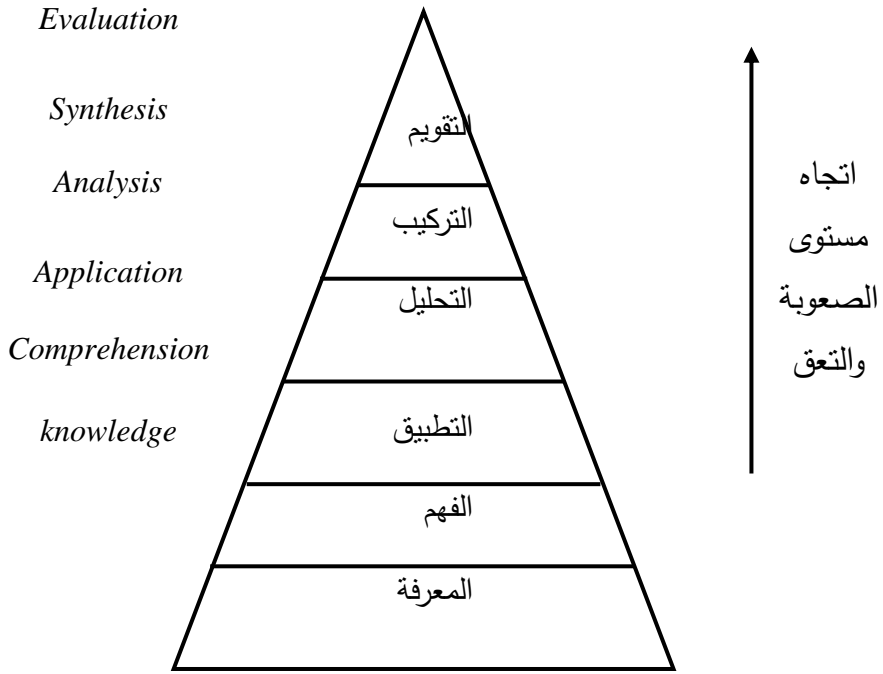 Evaluation
Synthesis
Analysis
Application
Comprehension
knowledge
التقويم
التركيب
التحليل
التطبيق
الفهم
المعرفة
اتجاه
مستوى
الصعوبة
والتعق